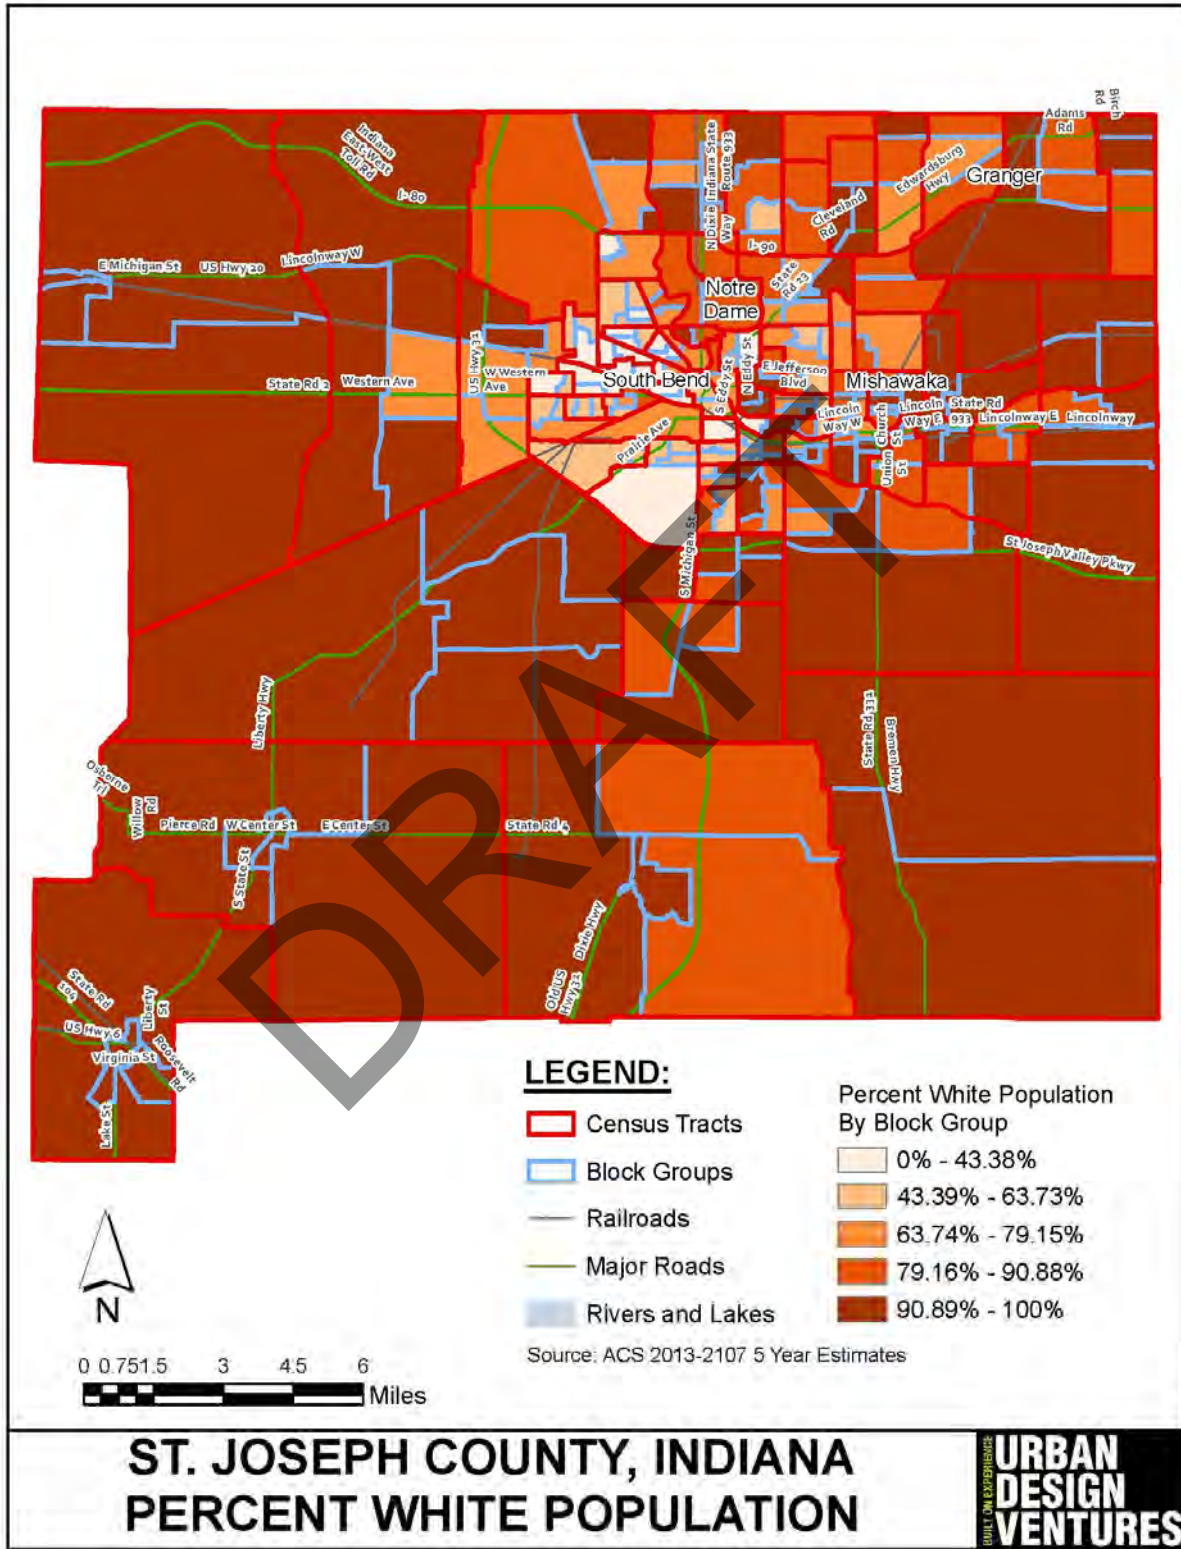 Birch
Rd
Adams
Rd
Indiana
East-West
Toll Rd
I- 80
N Dixie
Way
Indiana State
Route 933
Edwardsburg
Hwy
Granger
Cleveland
Rd
I- 90
E Michigan St
US Hwy 20
Lincolnway W
State
Rd 23
Notre
Dame
US Hwy 31
W Western
Ave
State Rd 2
Western Ave
South Bend
S Eddy St
N Eddy St
E Jefferson
Blvd
Mishawaka
Lincoln
Way W
Union
St
Church
St
Lincoln
Way E
State Rd
933
Lincolnway E
Lincolnway
Prairie Ave
S Michigan St
St Joseph Valley Pkwy
Liberty Hwy
State Rd 331
Bremen Hwy
Osborne
Trl
Willow
Rd
Pierce Rd
W Center St
E Center St
State Rd 4
S State St
Old US
Hwy 31
Dixie Hwy
State Rd
104
Liberty
St
US Hwy 6
Virginia St
Roosevelt
Rd
Lake St
DRAFT
LEGEND:
Census Tracts
Block Groups
Railroads
Major Roads
Rivers and Lakes
Percent White Population
By Block Group
0% - 43.38%
43.39% - 63.73%
63.74% - 79.15%
79.16% - 90.88%
90.89% - 100%
Source: ACS 2013-2107 5 Year Estimates
N
0 0.75 1.5 3 4.5 6
Miles
ST. JOSEPH COUNTY, INDIANA
PERCENT WHITE POPULATION
BUILT ON EXPERIENCE
URBAN
DESIGN
VENTURES